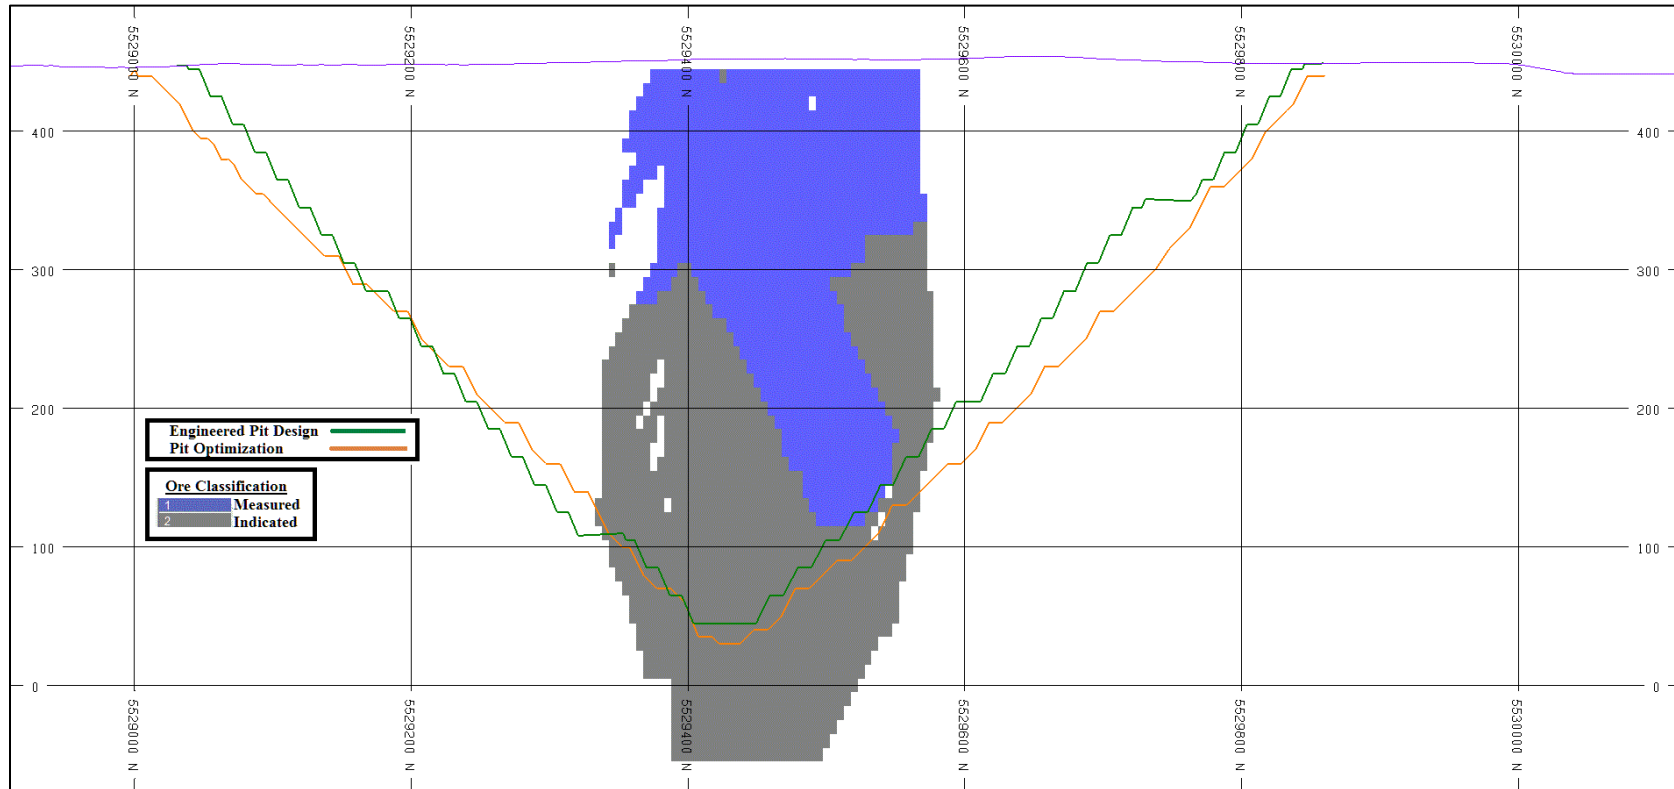 5529000 N
5529200 N
5529400 N
5529600 N
5529800 N
5530000 N
400
400
300
300
200
200
Engineered Pit Design
Pit Optimization
Ore Classification
1 Measured
2 Indicated
100
100
0
0
5529000 N
5529200 N
5529400 N
5529600 N
5529800 N
5530000 N